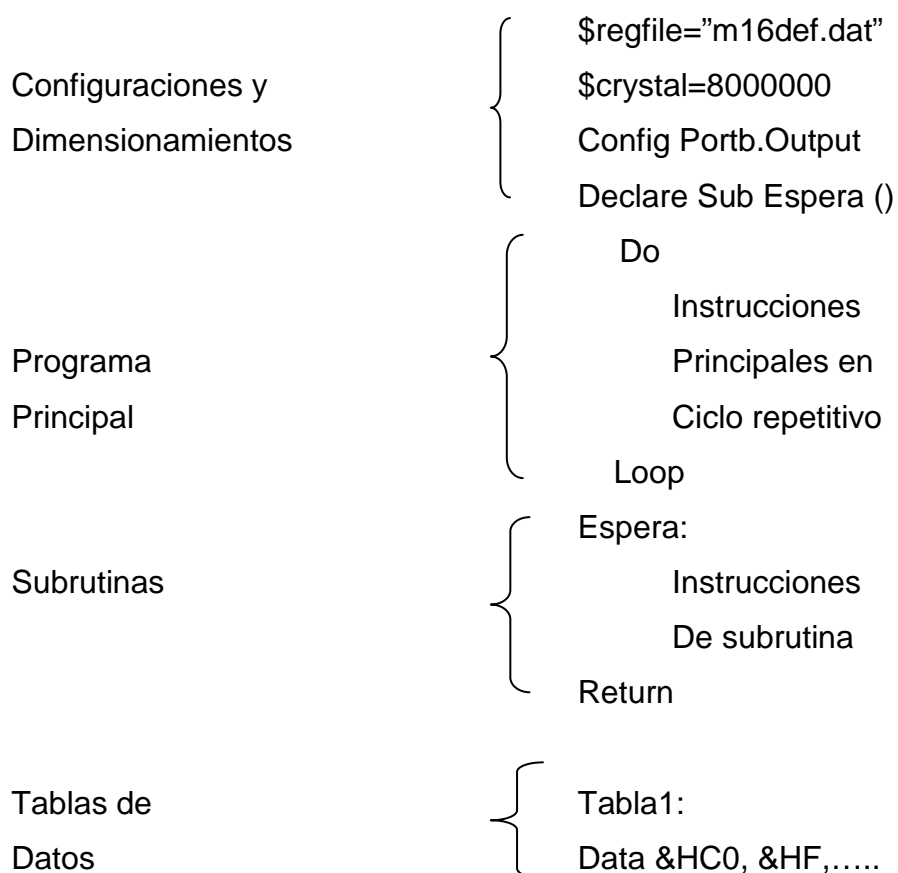 $regfile=”m16def.dat”
Configuraciones y $crystal=8000000
Dimensionamientos Config Portb.Output
Declare Sub Espera ()
Do
Instrucciones
Programa Principales en
Principal Ciclo repetitivo
Loop
Espera:
Subrutinas Instrucciones
De subrutina
Return
Tablas de Tabla1:
Datos Data &HC0, &HF,.….